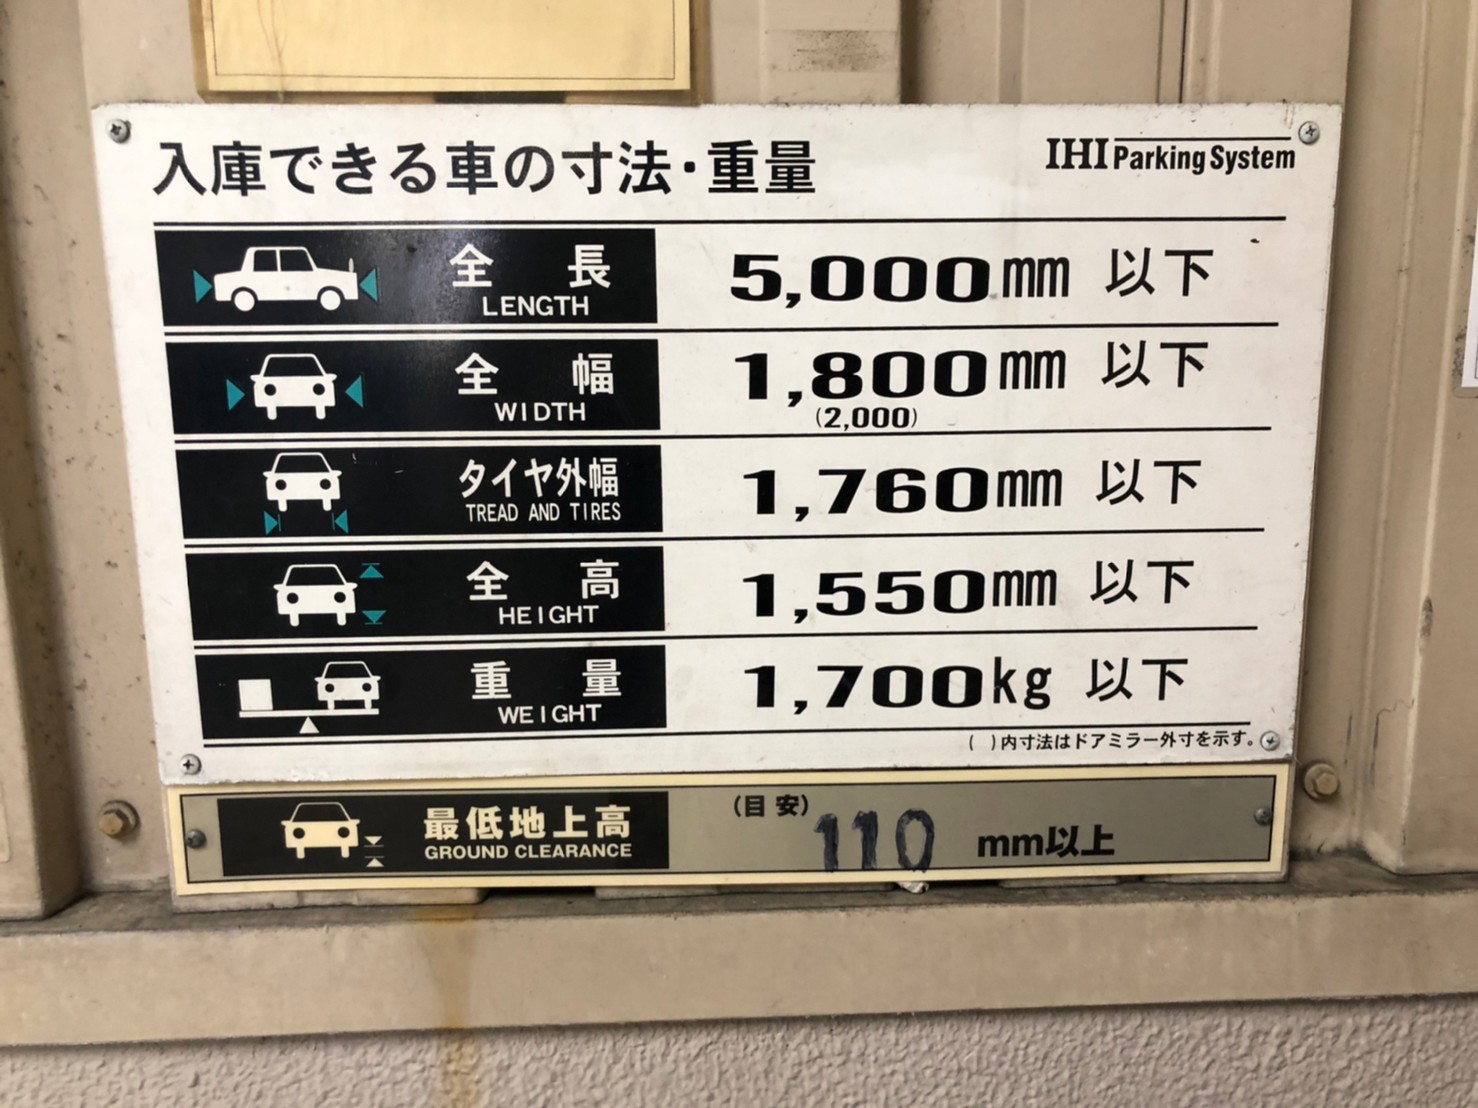 入庫できる車の寸法・重量
IHI Parking System
全長 5,000mm 以下
LENGTH
全幅 1,800mm 以下
WIDTH (2,000)
タイヤ外幅 1,760mm 以下
TREAD AND TIRES
全高 1,550mm 以下
HEIGHT
重量 1,700kg 以下
WEIGHT
( )内寸法はドアミラー外寸を示す。
最低地上高 (目安) 110 mm以上
GROUND CLEARANCE